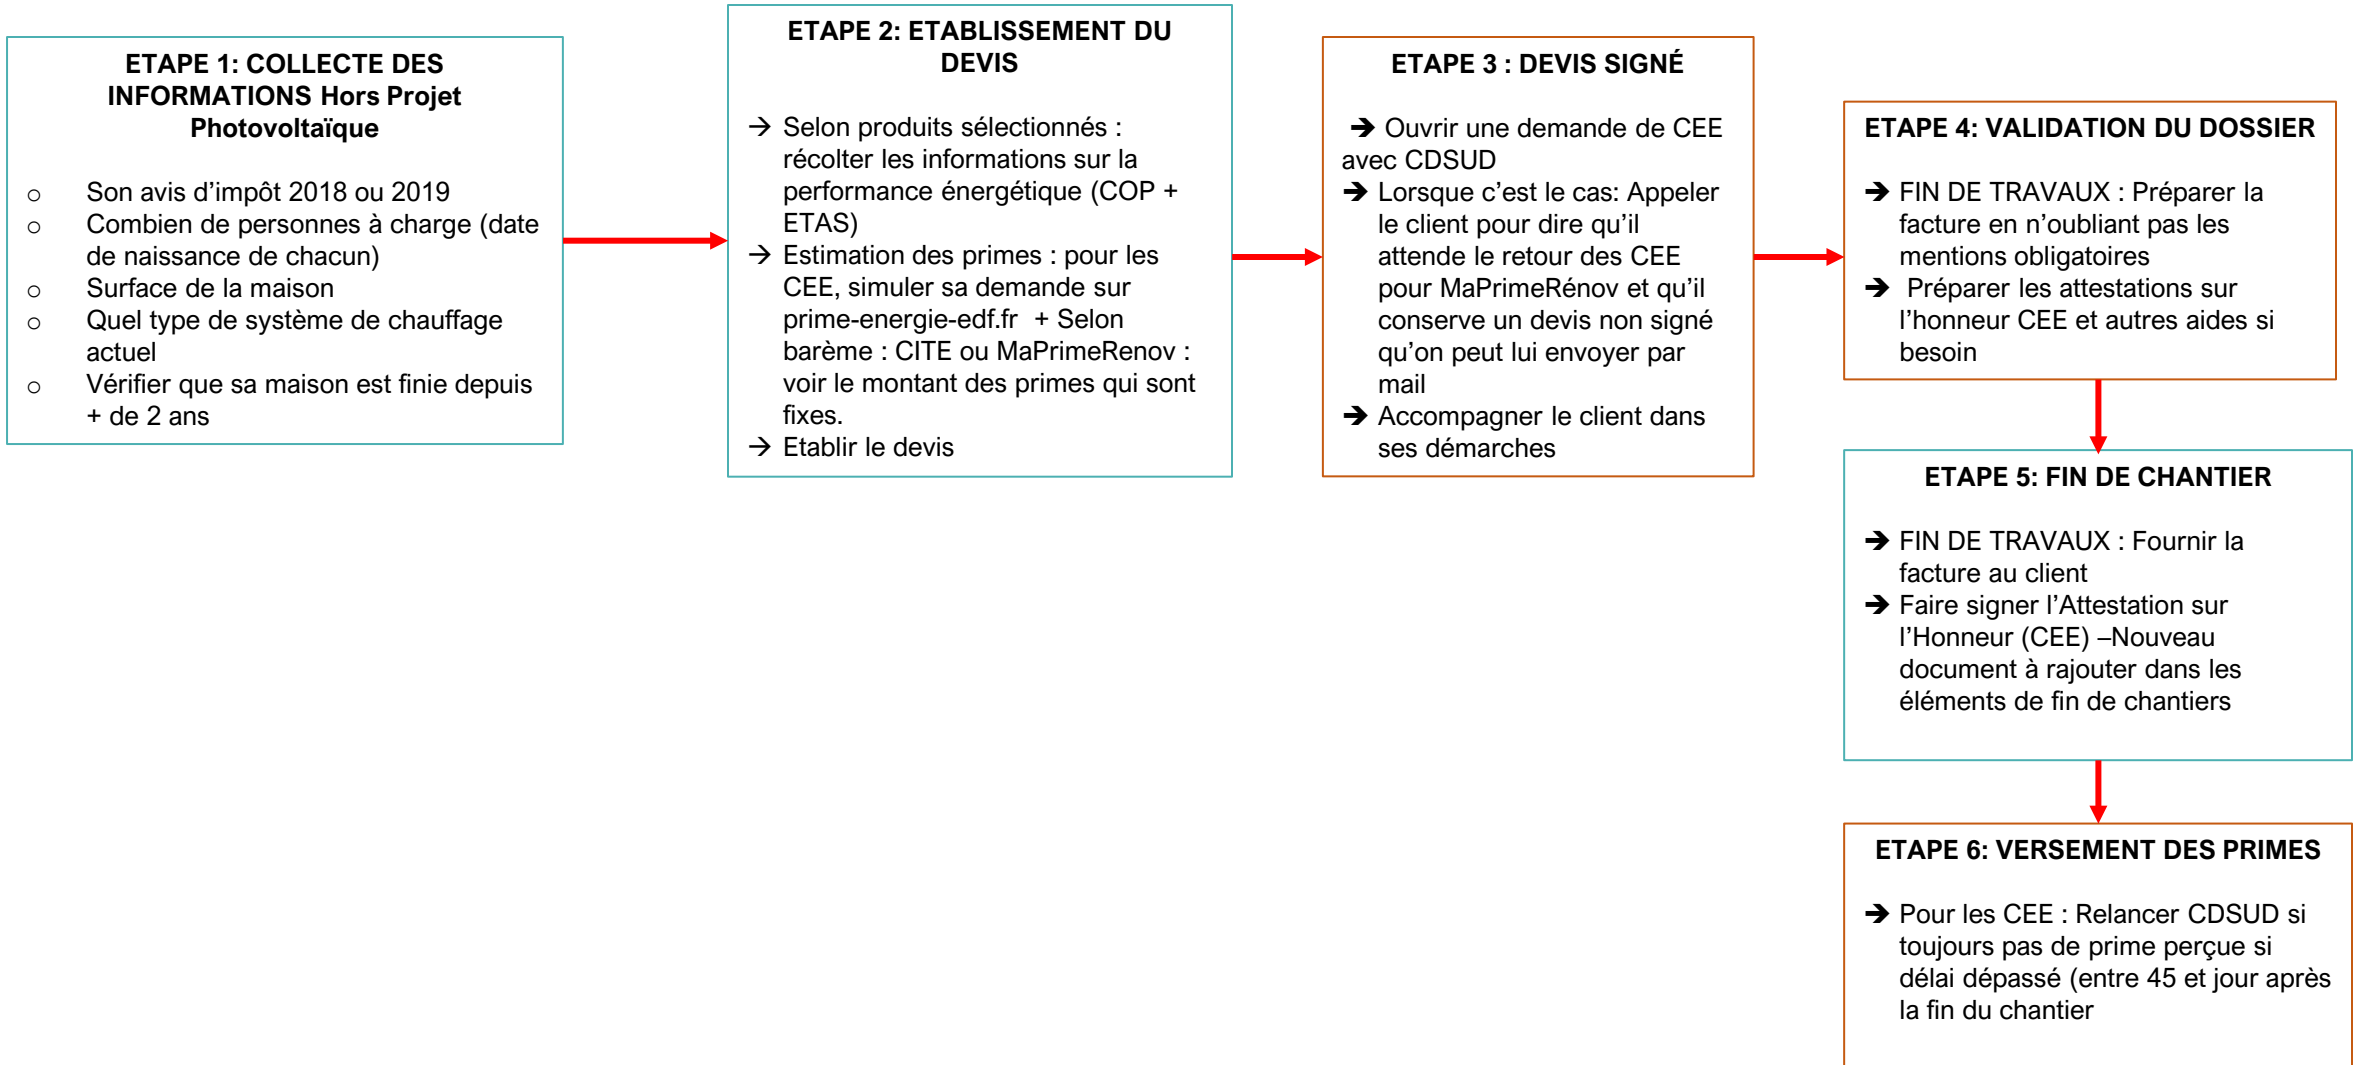 ETAPE 1: COLLECTE DES
INFORMATIONS Hors Projet
Photovoltaïque
o Son avis d’impôt 2018 ou 2019
o Combien de personnes à charge (date
de naissance de chacun)
o Surface de la maison
o Quel type de système de chauffage
actuel
o Vérifier que sa maison est finie depuis
+ de 2 ans
ETAPE 2: ETABLISSEMENT DU
DEVIS
→ Selon produits sélectionnés :
récolter les informations sur la
performance énergétique (COP +
ETAS)
→ Estimation des primes : pour les
CEE, simuler sa demande sur
prime-energie-edf.fr + Selon
barème : CITE ou MaPrimeRenov :
voir le montant des primes qui sont
fixes.
→ Etablir le devis
ETAPE 3 : DEVIS SIGNÉ
➔ Ouvrir une demande de CEE
avec CDSUD
➔ Lorsque c’est le cas: Appeler
le client pour dire qu’il
attende le retour des CEE
pour MaPrimeRénov et qu’il
conserve un devis non signé
qu’on peut lui envoyer par
mail
➔ Accompagner le client dans
ses démarches
ETAPE 4: VALIDATION DU DOSSIER
➔ FIN DE TRAVAUX : Préparer la
facture en n’oubliant pas les
mentions obligatoires
➔ Préparer les attestations sur
l’honneur CEE et autres aides si
besoin
ETAPE 5: FIN DE CHANTIER
➔ FIN DE TRAVAUX : Fournir la
facture au client
➔ Faire signer l’Attestation sur
l’Honneur (CEE) –Nouveau
document à rajouter dans les
éléments de fin de chantiers
ETAPE 6: VERSEMENT DES PRIMES
➔ Pour les CEE : Relancer CDSUD si
toujours pas de prime perçue si
délai dépassé (entre 45 et jour après
la fin du chantier